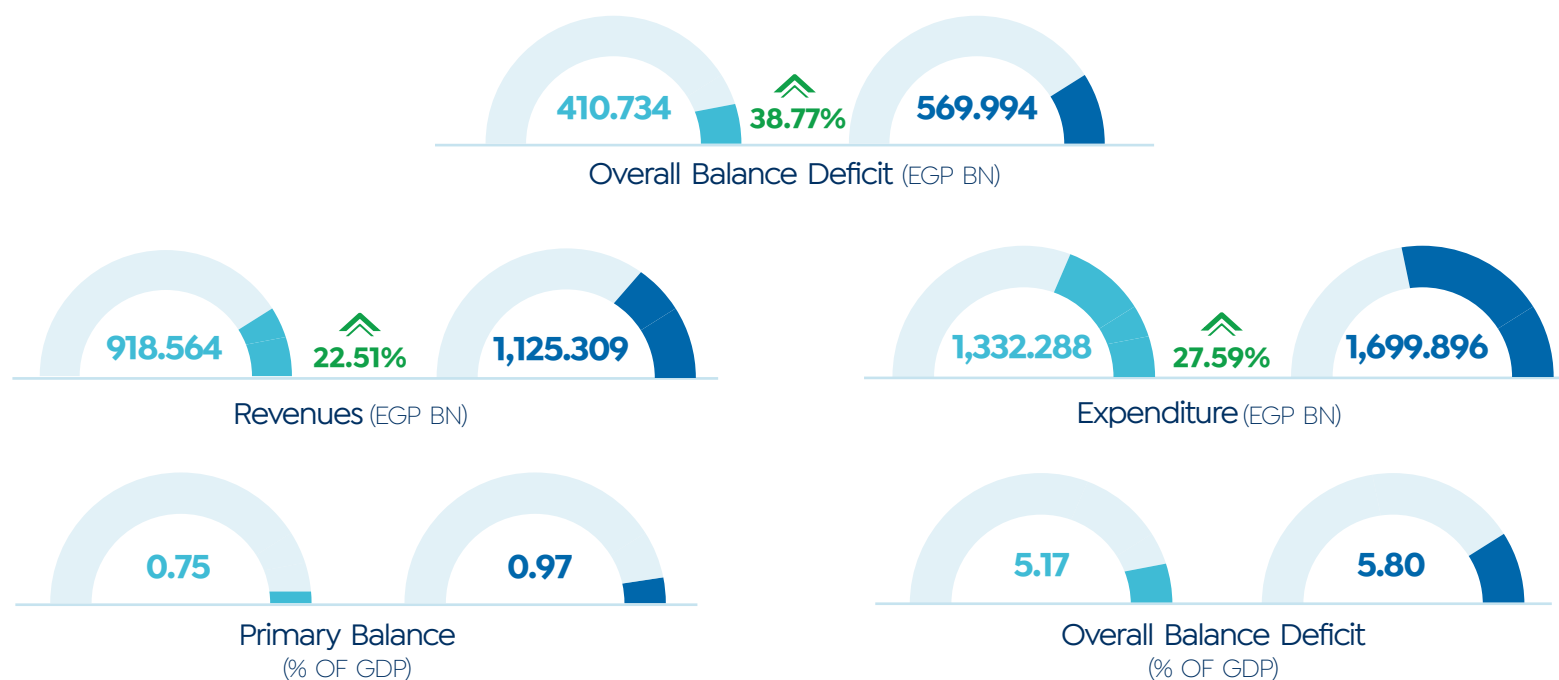 410.734
38.77%
569.994
Overall Balance Deficit (EGP BN)
918.564
22.51%
1,125.309
Revenues (EGP BN)
1,332.288
27.59%
1,699.896
Expenditure (EGP BN)
0.75
0.97
Primary Balance
(% OF GDP)
5.17
5.80
Overall Balance Deficit
(% OF GDP)